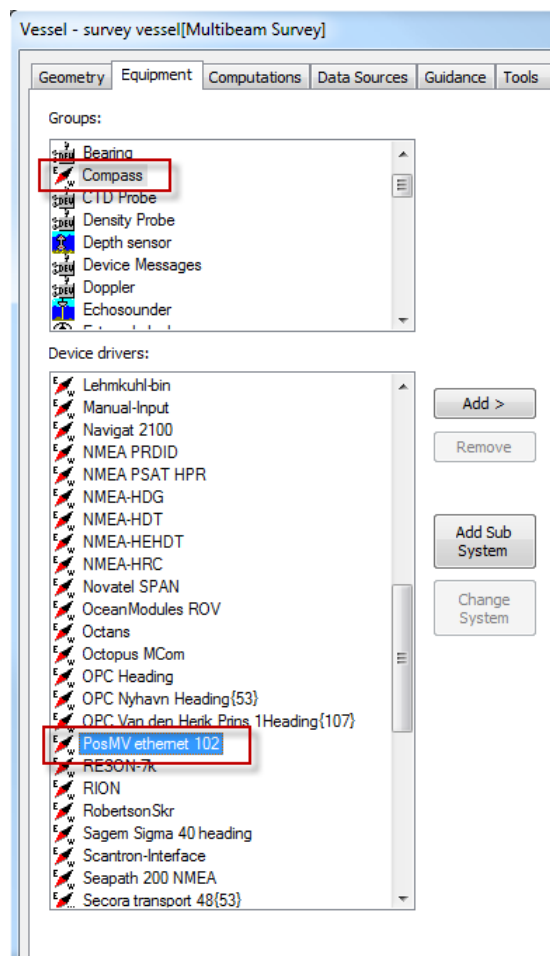 Vessel - survey vessel[Multibeam Survey]
Geometry Equipment Computations Data Sources Guidance Tools
Groups:
Bearing
Compass
CTD Probe
Density Probe
Depth sensor
Device Messages
Doppler
Echosounder
Device drivers:
Lehmkuhl-bin
Manual-Input
Navigat 2100
NMEA PRDID
NMEA PSAT HPR
NMEA-HDG
NMEA-HDT
NMEA-HEHDT
NMEA-HRC
Novatel SPAN
OceanModules ROV
Octans
Octopus MCom
OPC Heading
OPC Nyhavn Heading{53}
OPC Van den Herik Prins 1Heading{107}
PosMV ethernet 102
RESON-7k
RION
RobertsonSkr
Sagem Sigma 40 heading
Scantron-Interface
Seapath 200 NMEA
Secora transport 48{53}
Add >
Remove
Add Sub
System
Change
System